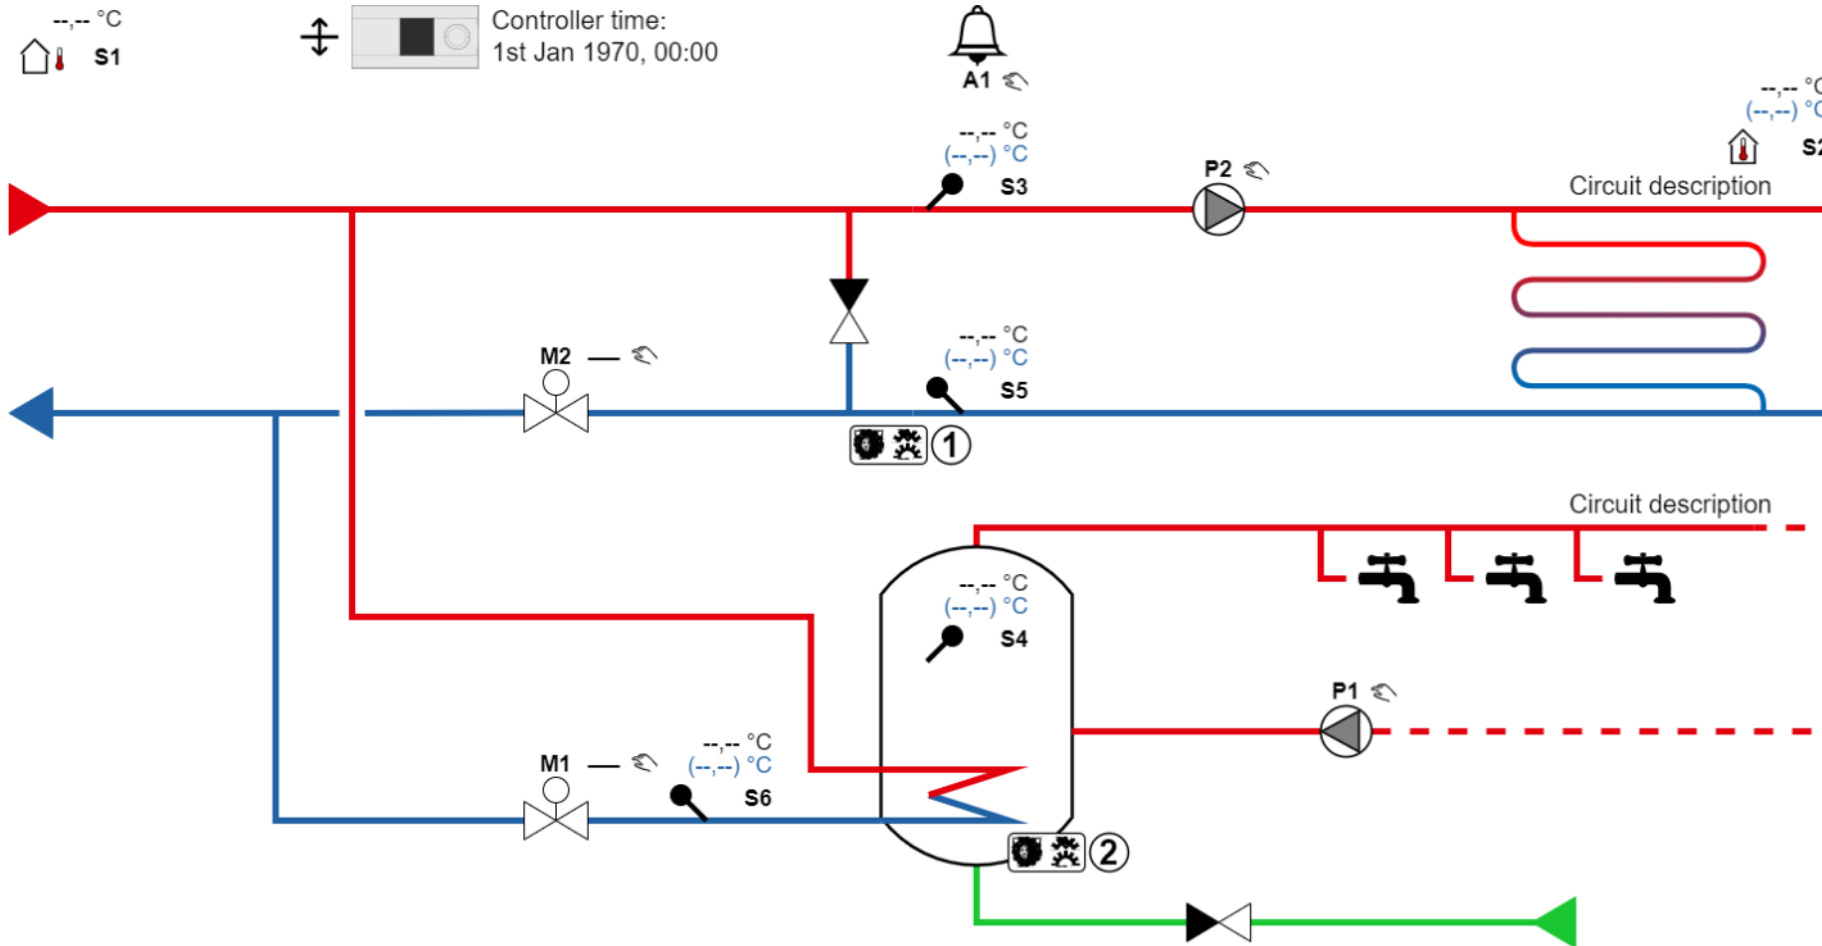 --,-- °C
S1
Controller time:
1st Jan 1970, 00:00
A1
--,-- °C
(--,--) °C
S2
--,-- °C
(--,--) °C
S3
P2
Circuit description
--,-- °C
(--,--) °C
S5
M2
1
Circuit description
--,-- °C
(--,--) °C
S4
P1
--,-- °C
(--,--) °C
S6
M1
2